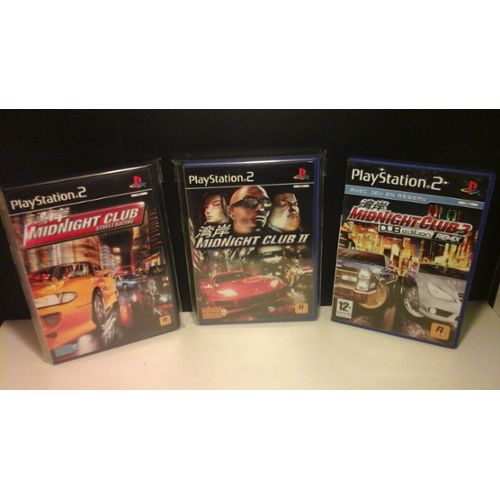 PlayStation 2
湾岸
MIDNIGHT CLUB
STREET RACING
R
PlayStation 2
湾岸
MIDNIGHT CLUB II
R
PlayStation 2
AVEC JEU EN RESEAU
湾岸
MIDNIGHT CLUB 3
DUB edition REMIX
12+
R